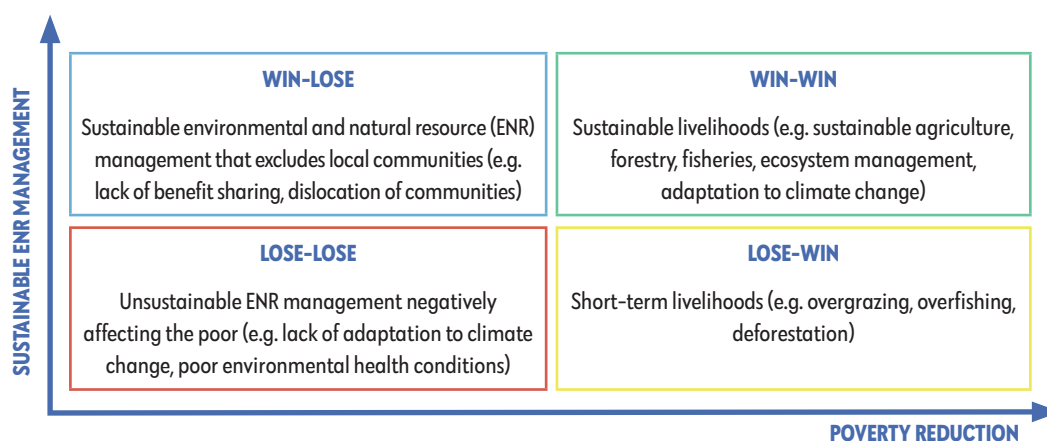 SUSTAINABLE ENR MANAGEMENT
WIN-LOSE
Sustainable environmental and natural resource (ENR)
management that excludes local communities (e.g.
lack of benefit sharing, dislocation of communities)
WIN-WIN
Sustainable livelihoods (e.g. sustainable agriculture,
forestry, fisheries, ecosystem management,
adaptation to climate change)
LOSE-LOSE
Unsustainable ENR management negatively
affecting the poor (e.g. lack of adaptation to climate
change, poor environmental health conditions)
LOSE-WIN
Short-term livelihoods (e.g. overgrazing, overfishing,
deforestation)
POVERTY REDUCTION